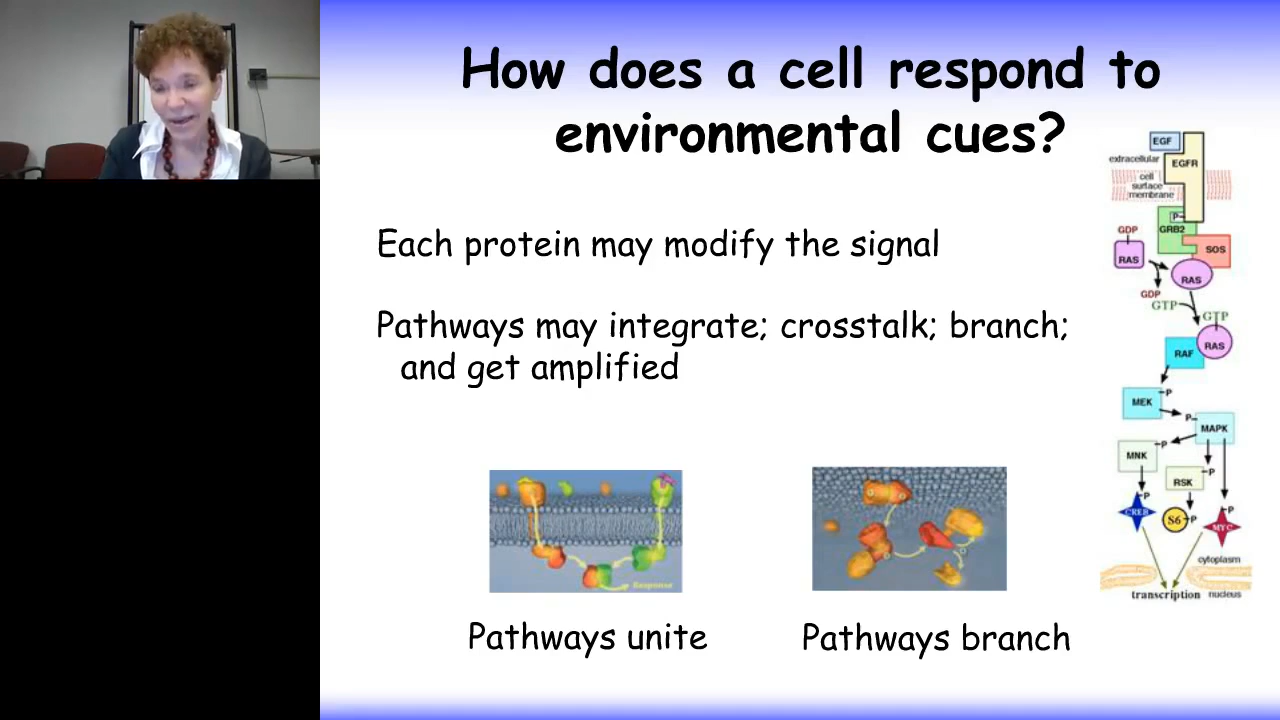 How does a cell respond to
environmental cues?
Each protein may modify the signal
Pathways may integrate; crosstalk; branch;
and get amplified
Response
Pathways unite
Pathways branch
EGF
extracellular
EGFR
cell
surface
membrane
P
GRB2
GDP
SOS
RAS
RAS
GDP
GTP
GTP
RAS
RAF
P
MEK
P
MAPK
P
MNK
P
RSK
P
P
CREB
S6
P
MYC
cytoplasm
transcription
nucleus